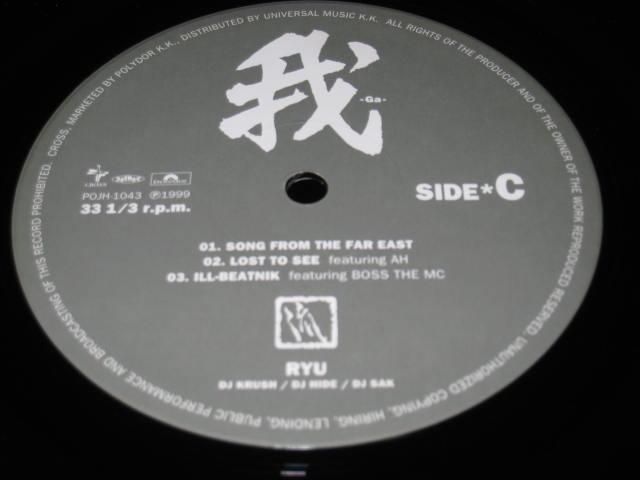 CROSS, MARKETED BY POLYDOR K.K., DISTRIBUTED BY UNIVERSAL MUSIC K.K. ALL RIGHTS OF THE PRODUCER AND OF THE OWNER OF THE WORK REPRODUCED RESERVED. UNAUTHORIZED COPYING, HIRING, LENDING, PUBLIC PERFORMANCE AND BROADCASTING OF THIS RECORD PROHIBITED.
我
-Ga-
CROSS
POJH-1043 ℗1999
33 1/3 r.p.m.
SIDE*C
01. SONG FROM THE FAR EAST
02. LOST TO SEE featuring AH
03. ILL-BEATNIK featuring BOSS THE MC
RYU
DJ KRUSH / DJ HIDE / DJ SAK